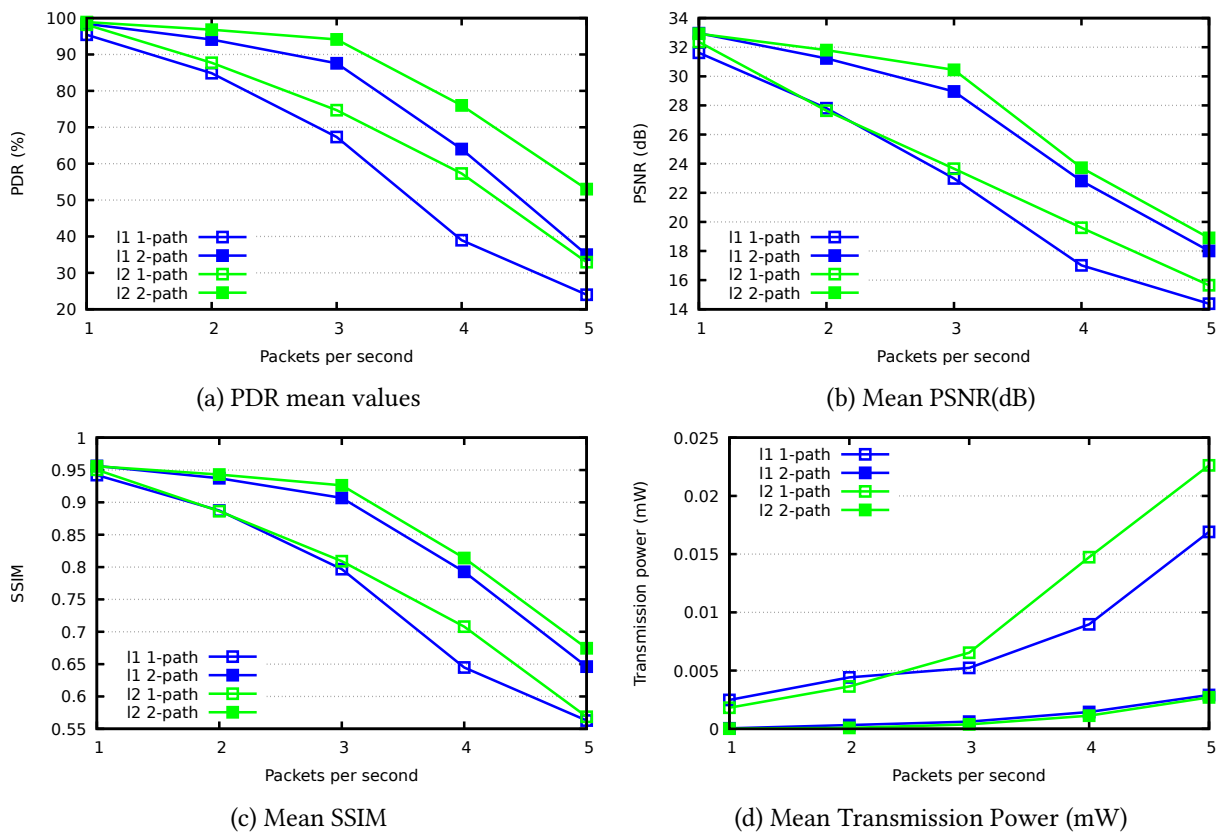 PDR (%)
100
90
80
70
60
50
40
30
20
l1 1-path
l1 2-path
l2 1-path
l2 2-path
1 2 3 4 5
Packets per second
(a) PDR mean values
PSNR (dB)
34
32
30
28
26
24
22
20
18
16
14
l1 1-path
l1 2-path
l2 1-path
l2 2-path
1 2 3 4 5
Packets per second
(b) Mean PSNR(dB)
SSIM
1
0.95
0.9
0.85
0.8
0.75
0.7
0.65
0.6
0.55
l1 1-path
l1 2-path
l2 1-path
l2 2-path
1 2 3 4 5
Packets per second
(c) Mean SSIM
Transmission power (mW)
0.025
0.02
0.015
0.01
0.005
0
l1 1-path
l1 2-path
l2 1-path
l2 2-path
1 2 3 4 5
Packets per second
(d) Mean Transmission Power (mW)